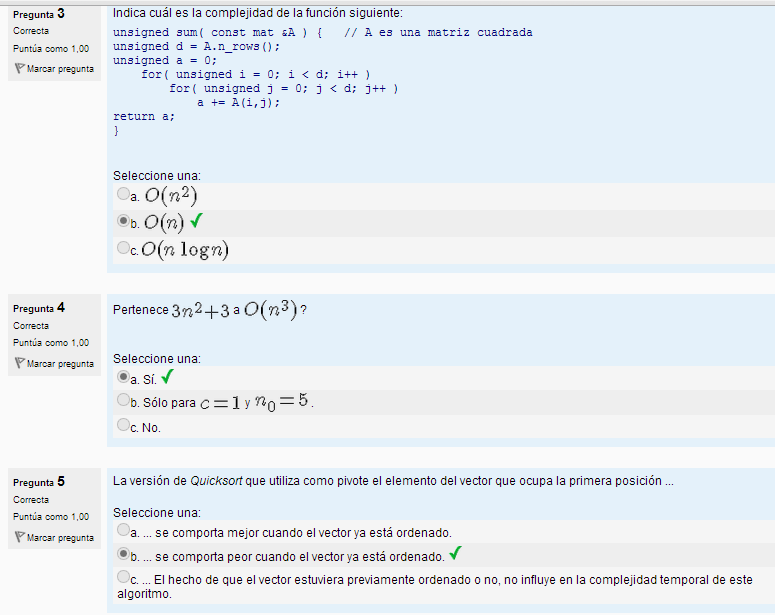 Pregunta 3
Correcta
Puntúa como 1,00
Marcar pregunta
Indica cuál es la complejidad de la función siguiente:
unsigned sum( const mat &A ) {   // A es una matriz cuadrada
unsigned d = A.n_rows();
unsigned a = 0;
    for( unsigned i = 0; i < d; i++ )
        for( unsigned j = 0; j < d; j++ )
            a += A(i,j);
return a;
}
Seleccione una:
a. O(n²)
b. O(n)
c. O(n log n)
Pregunta 4
Correcta
Puntúa como 1,00
Marcar pregunta
Pertenece 3n²+3 a O(n³)?
Seleccione una:
a. Sí.
b. Sólo para c = 1 y n₀ = 5.
c. No.
Pregunta 5
Correcta
Puntúa como 1,00
Marcar pregunta
La versión de Quicksort que utiliza como pivote el elemento del vector que ocupa la primera posición ...
Seleccione una:
a. ... se comporta mejor cuando el vector ya está ordenado.
b. ... se comporta peor cuando el vector ya está ordenado.
c. ... El hecho de que el vector estuviera previamente ordenado o no, no influye en la complejidad temporal de este
algoritmo.